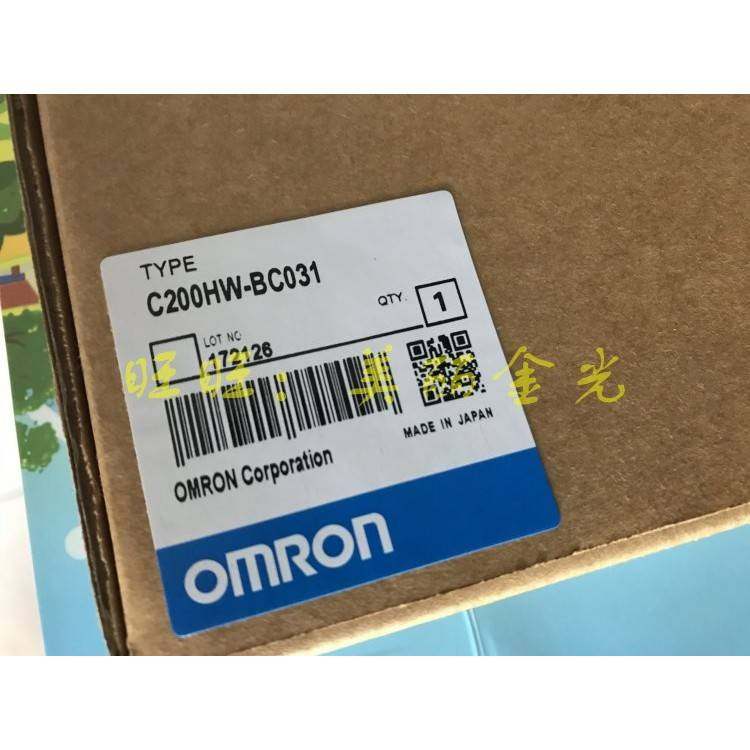 TYPE
C200HW-BC031
QTY.
1
LOT NO
172126
旺旺：美琦金光
MADE IN JAPAN
OMRON Corporation
OMRON